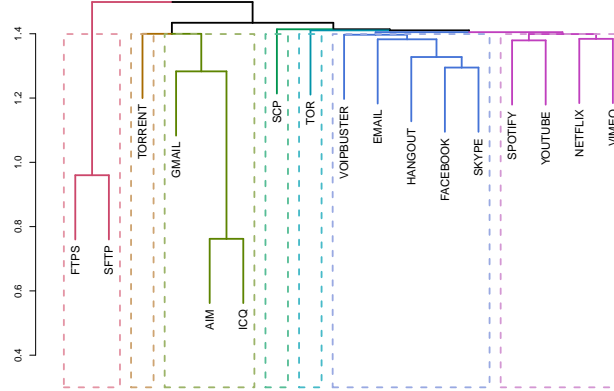 1.4
1.2
1.0
0.8
0.6
0.4
FTPS
SFTP
TORRENT
GMAIL
AIM
ICQ
SCP
TOR
VOIPBUSTER
EMAIL
HANGOUT
FACEBOOK
SKYPE
SPOTIFY
YOUTUBE
NETFLIX
VIMEO